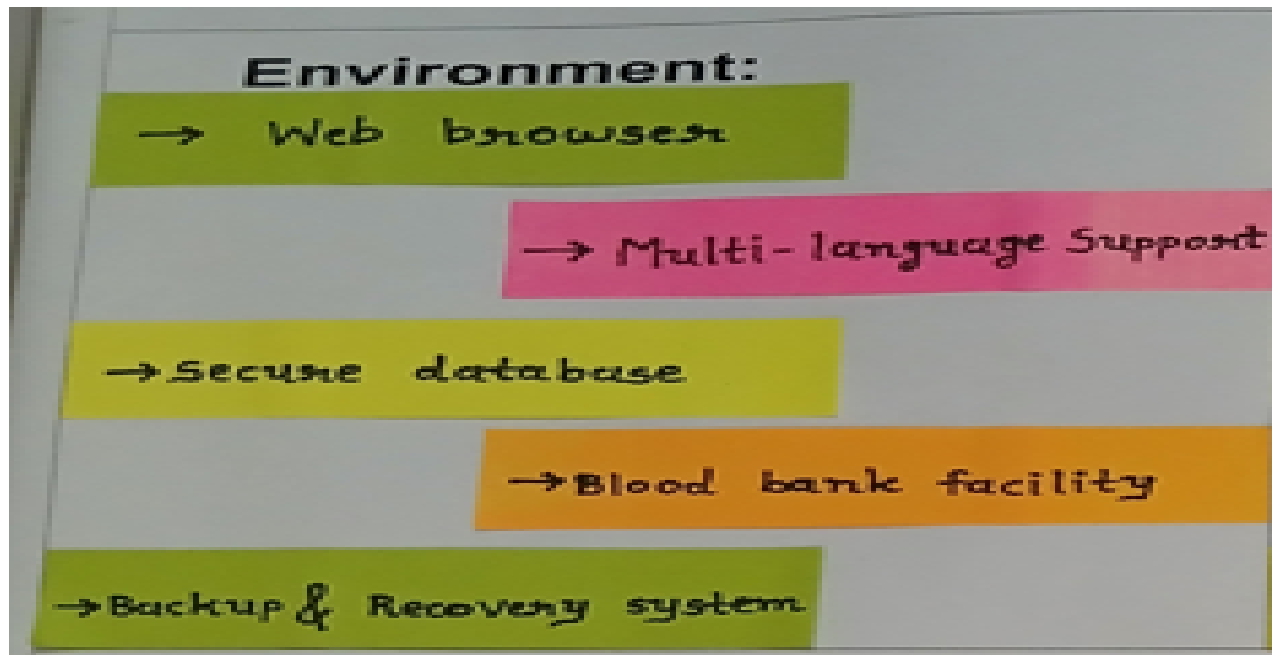 Environment:
→ Web browser
→ Multi-language Support
→ Secure database
→ Blood bank facility
→ Backup & Recovery system